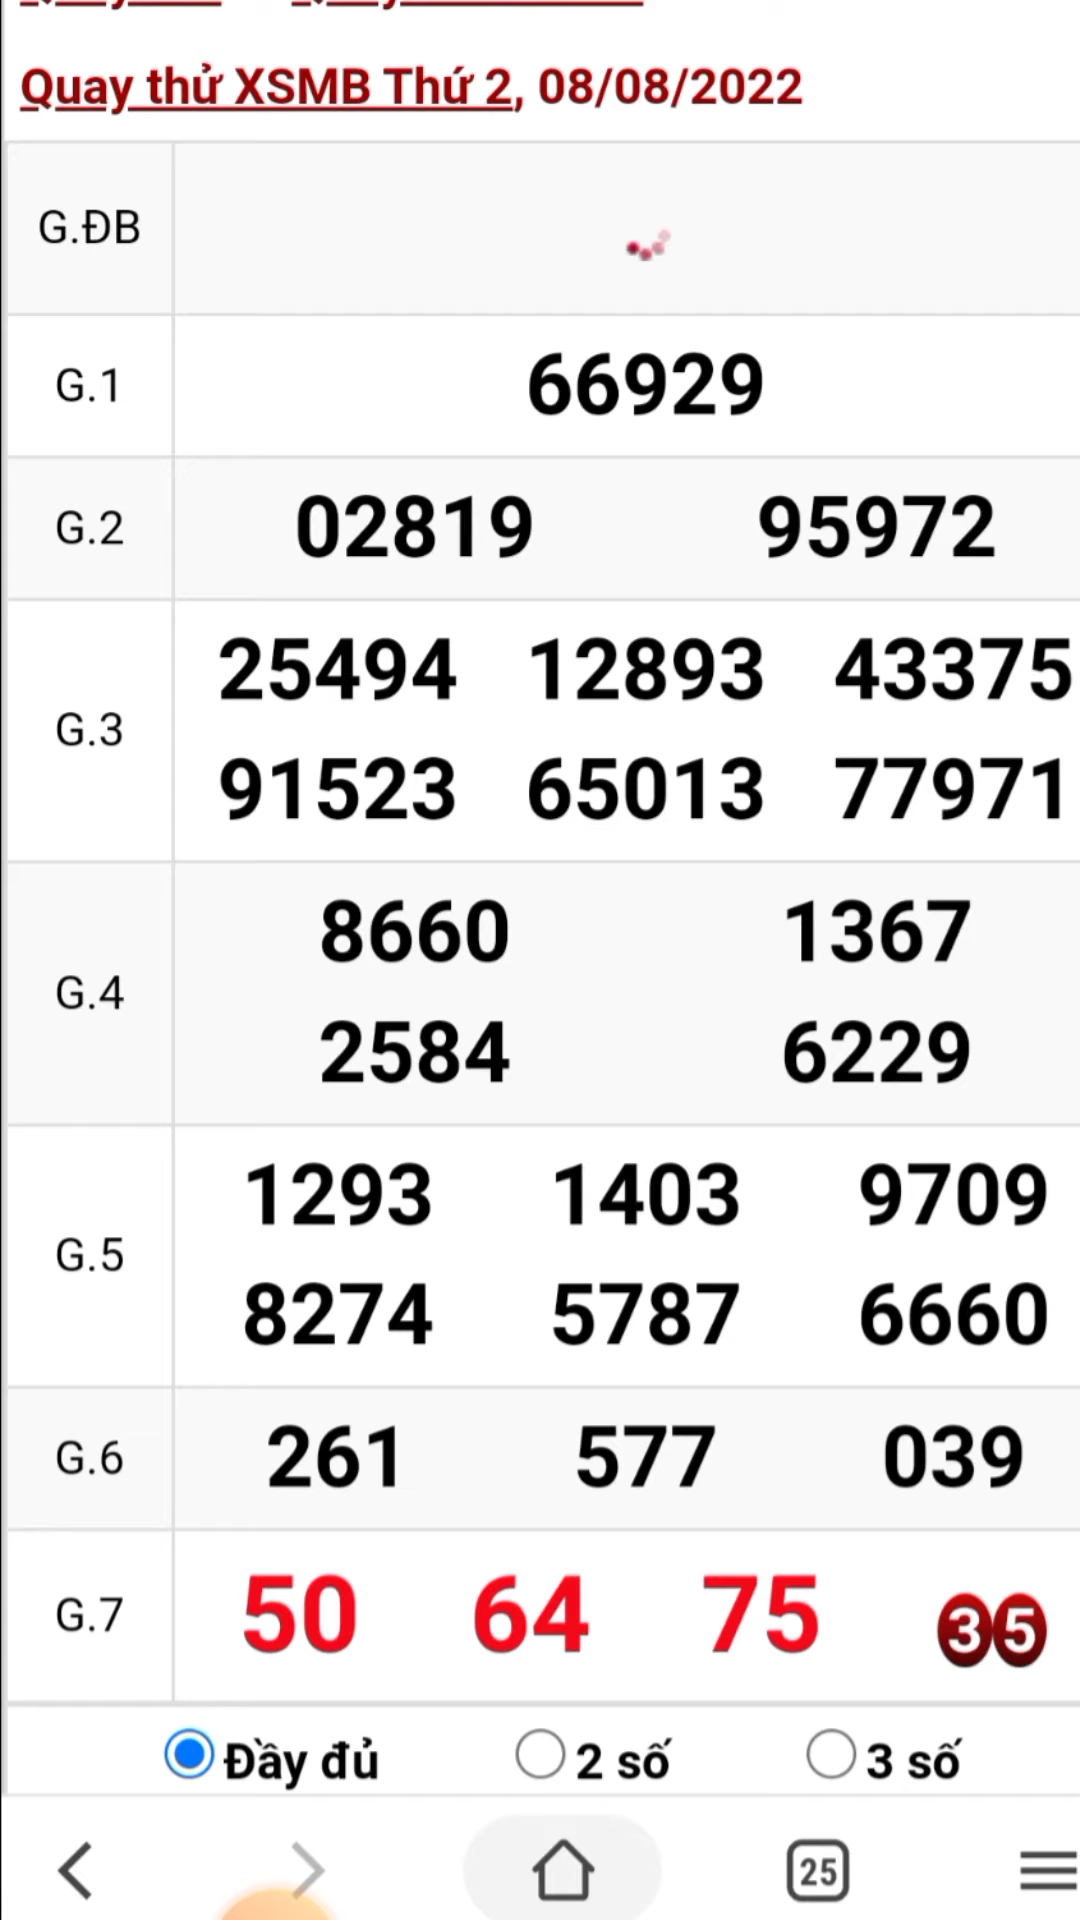 Quay thử XSMB Thứ 2, 08/08/2022
G.ĐB
G.1 66929
G.2 02819 95972
G.3
25494 12893 43375
91523 65013 77971
G.4
8660 1367
2584 6229
G.5
1293 1403 9709
8274 5787 6660
G.6 261 577 039
G.7 50 64 75 35
Đầy đủ 2 số 3 số
25